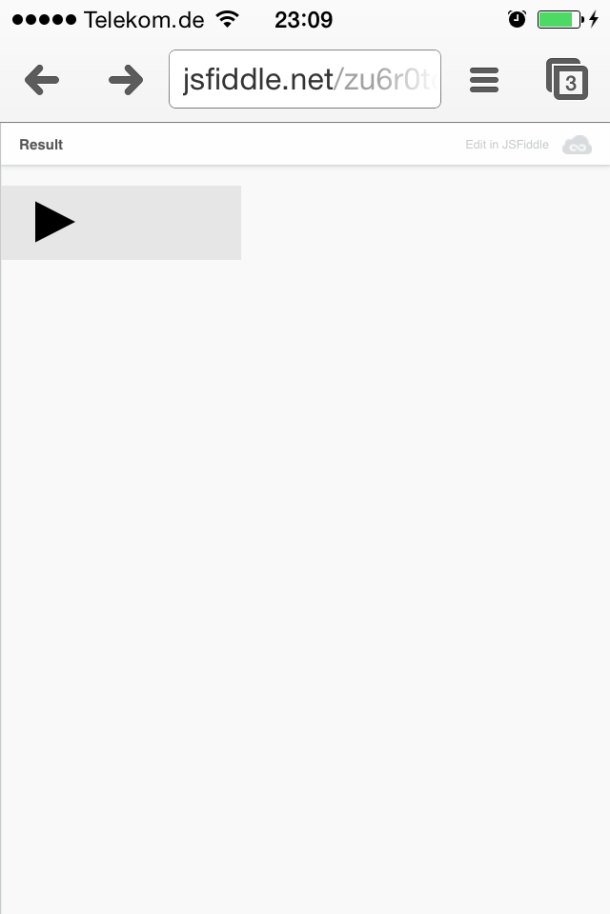 Telekom.de 23:09
jsfiddle.net/zu6r0t
3
Result Edit in JSFiddle